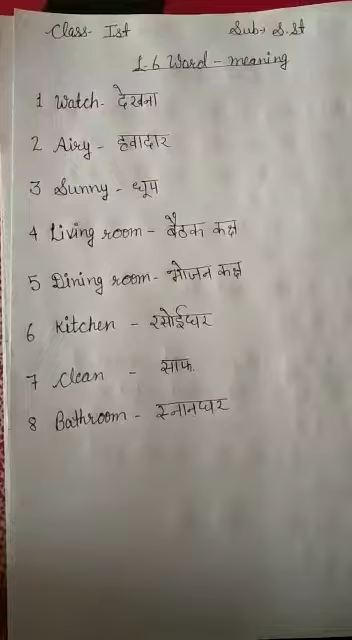 Class- Ist Sub:- S.St
L-6 Word - meaning
1 Watch- देखना
2 Airy - हवादार
3 Sunny - धूप
4 Living room - बैठक कक्ष
5 Dining room- भोजन कक्ष
6 Kitchen - रसोईघर
7 Clean - साफ.
8 Bathroom - स्नानघर